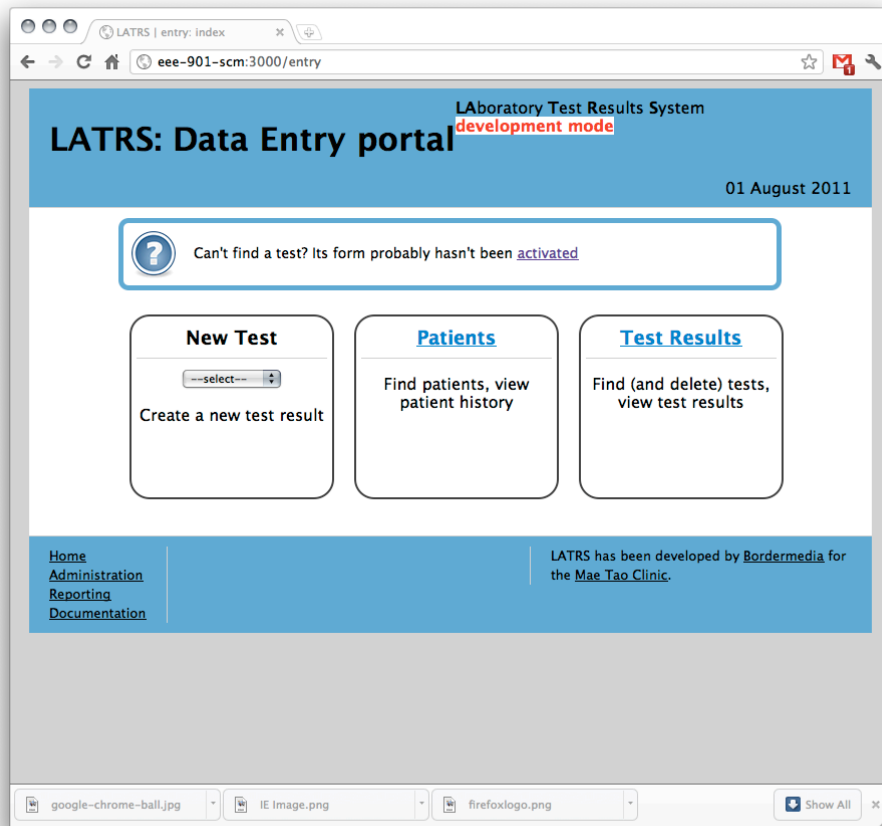 LATRS | entry: index
eee-901-scm:3000/entry
1
LAboratory Test Results System
LATRS: Data Entry portal
development mode
01 August 2011
?
Can't find a test? Its form probably hasn't been activated
New Test
--select--
Create a new test result
Patients
Find patients, view
patient history
Test Results
Find (and delete) tests,
view test results
Home
Administration
Reporting
Documentation
LATRS has been developed by Bordermedia for
the Mae Tao Clinic.
google-chrome-ball.jpg
IE Image.png
firefoxlogo.png
Show All